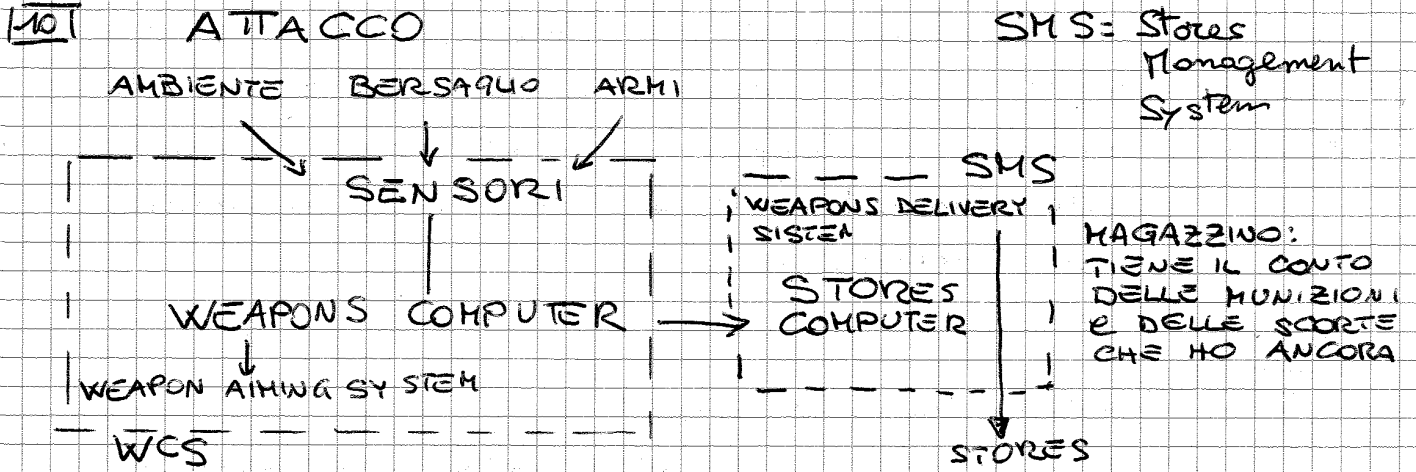 10 ATTACCO
SMS= Stores
Management
System
AMBIENTE BERSAGLIO ARMI
SENSORI
WEAPONS COMPUTER
WEAPON AIMING SYSTEM
WCS
SMS
WEAPONS DELIVERY
SISTEM
STORES
COMPUTER
STORES
MAGAZZINO:
TIENE IL CONTO
DELLE MUNIZIONI
e DELLE SCORTE
CHE HO ANCORA